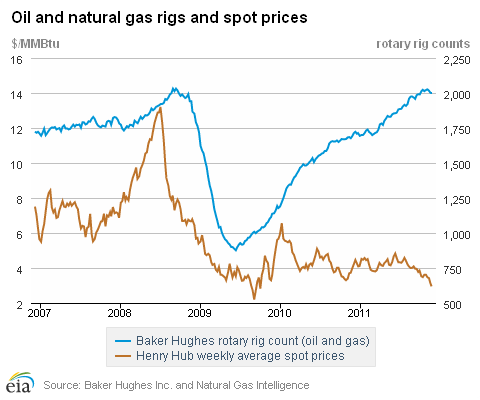 Oil and natural gas rigs and spot prices
$/MMBtu rotary rig counts
16 2,250
14 2,000
12 1,750
10 1,500
8 1,250
6 1,000
4 750
2 500
2007 2008 2009 2010 2011
Baker Hughes rotary rig count (oil and gas)
Henry Hub weekly average spot prices
eia Source: Baker Hughes Inc. and Natural Gas Intelligence